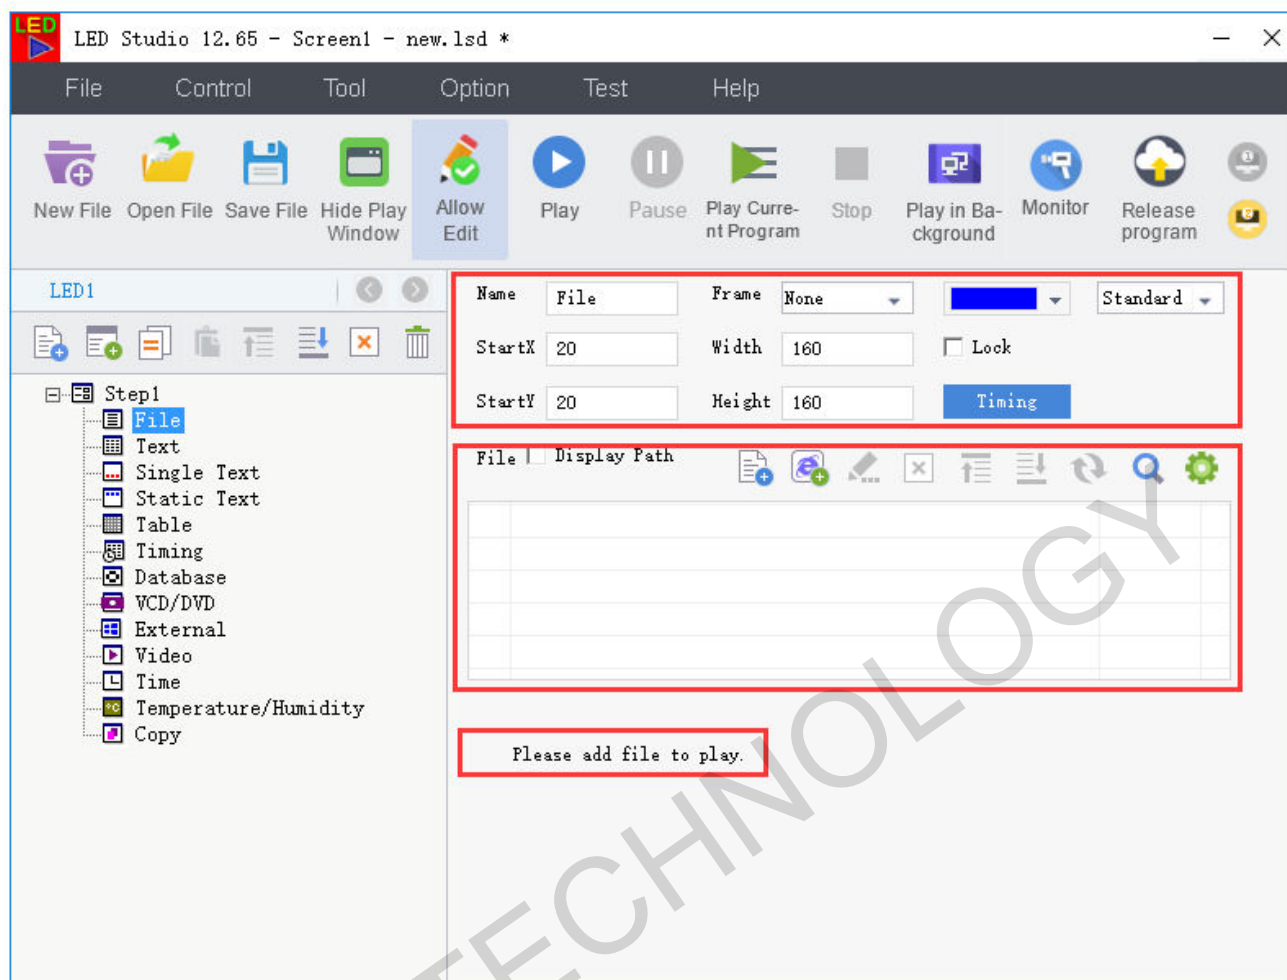 LED
LED Studio 12.65 - Screen1 - new.lsd *
File Control Tool Option Test Help
New File Open File Save File Hide Play Window Allow Edit Play Pause Play Curre-nt Program Stop Play in Ba-ckground Monitor Release program
LED1
Name File Frame None Standard
StartX 20 Width 160 Lock
StartY 20 Height 160 Timing
Step1
File
Text
Single Text
Static Text
Table
Timing
Database
VCD/DVD
External
Video
Time
°C Temperature/Humidity
Copy
File Display Path
Please add file to play.
TECHNOLOGY